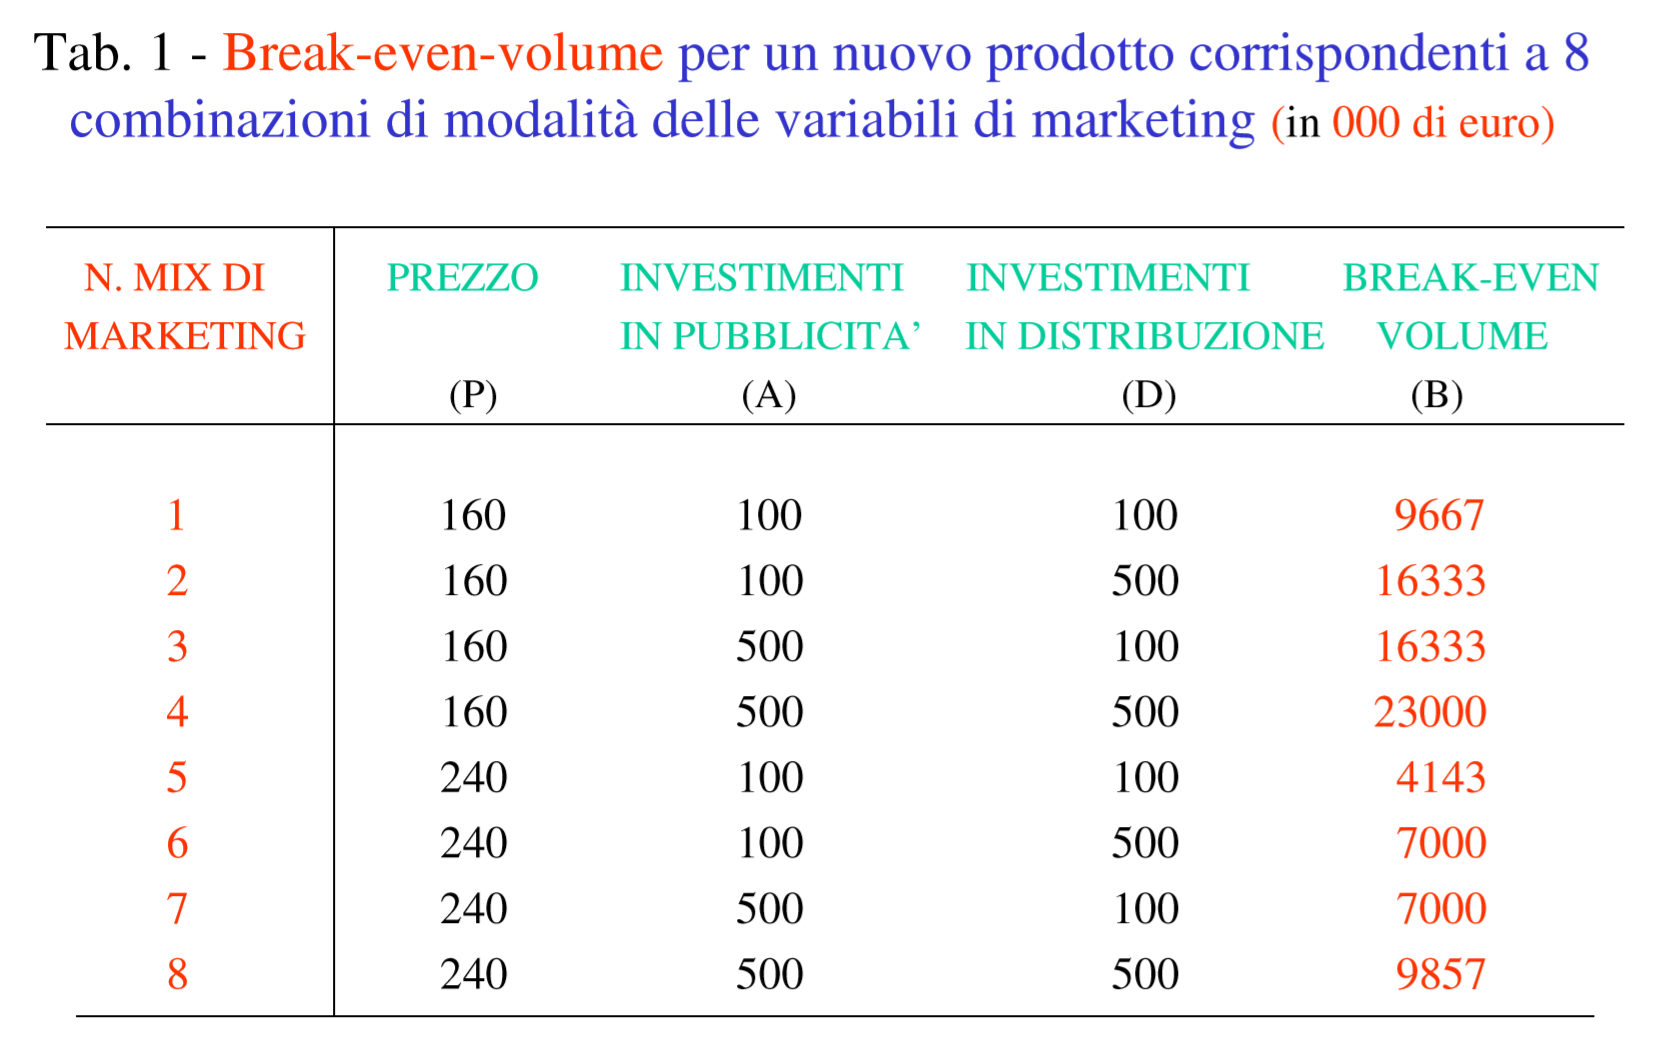 Tab. 1 - Break-even-volume per un nuovo prodotto corrispondenti a 8
combinazioni di modalità delle variabili di marketing (in 000 di euro)
N. MIX DI PREZZO INVESTIMENTI INVESTIMENTI BREAK-EVEN
MARKETING IN PUBBLICITA’ IN DISTRIBUZIONE VOLUME
(P) (A) (D) (B)
1 160 100 100 9667
2 160 100 500 16333
3 160 500 100 16333
4 160 500 500 23000
5 240 100 100 4143
6 240 100 500 7000
7 240 500 100 7000
8 240 500 500 9857